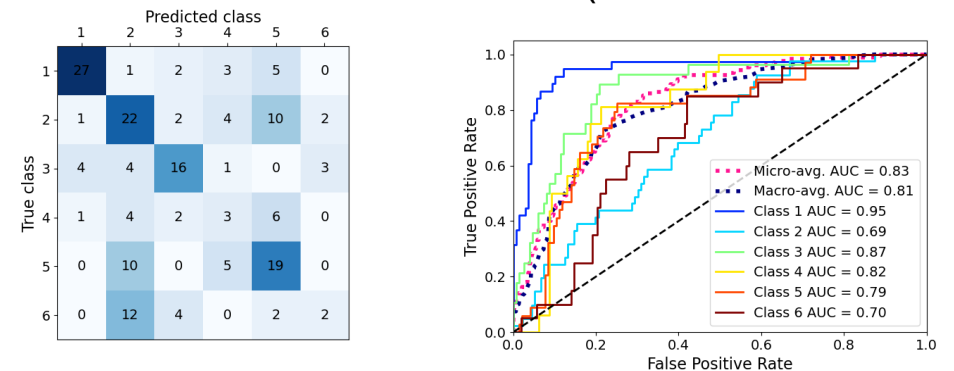 Predicted class
1 2 3 4 5 6
True class
1 27 1 2 3 5 0
2 1 22 2 4 10 2
3 4 4 16 1 0 3
4 1 4 2 3 6 0
5 0 10 0 5 19 0
6 0 12 4 0 2 2
True Positive Rate
1.0
0.8
0.6
0.4
0.2
0.0
Micro-avg. AUC = 0.83
Macro-avg. AUC = 0.81
Class 1 AUC = 0.95
Class 2 AUC = 0.69
Class 3 AUC = 0.87
Class 4 AUC = 0.82
Class 5 AUC = 0.79
Class 6 AUC = 0.70
0.0 0.2 0.4 0.6 0.8 1.0
False Positive Rate